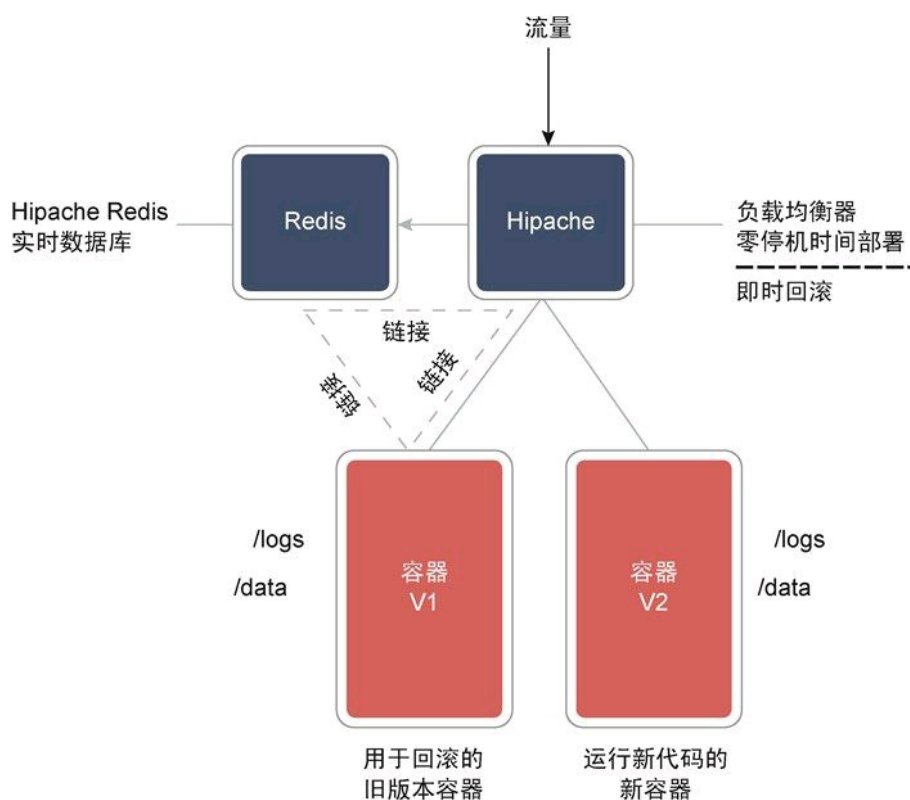 流量
Redis
Hipache
Hipache Redis
实时数据库
负载均衡器
零停机时间部署
即时回滚
链接
链接
链接
/logs
/data
容器
V1
容器
V2
/logs
/data
用于回滚的
旧版本容器
运行新代码的
新容器